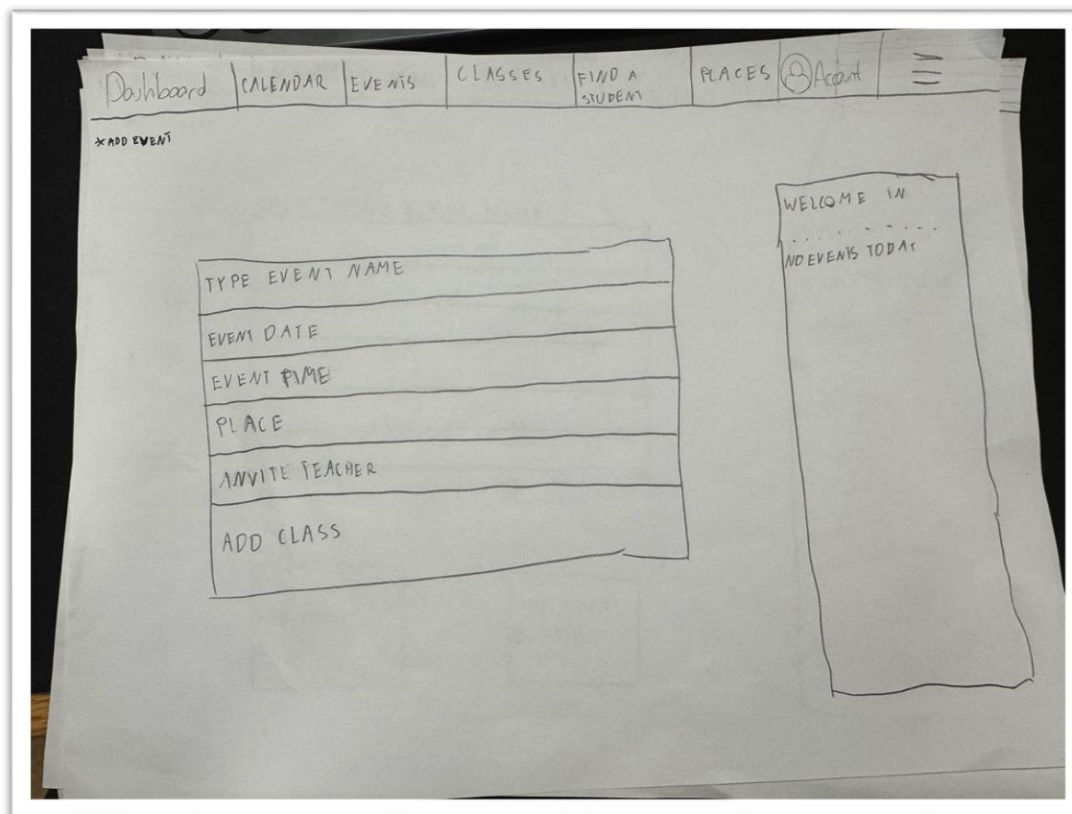 Dashboard
CALENDAR
EVENTS
CLASSES
FIND A
STUDENT
PLACES
Account
*ADD EVENT
TYPE EVENT NAME
EVENT DATE
EVENT TIME
PLACE
INVITE TEACHER
ADD CLASS
WELCOME IN
. . . . . . . . .
NO EVENTS TODAY